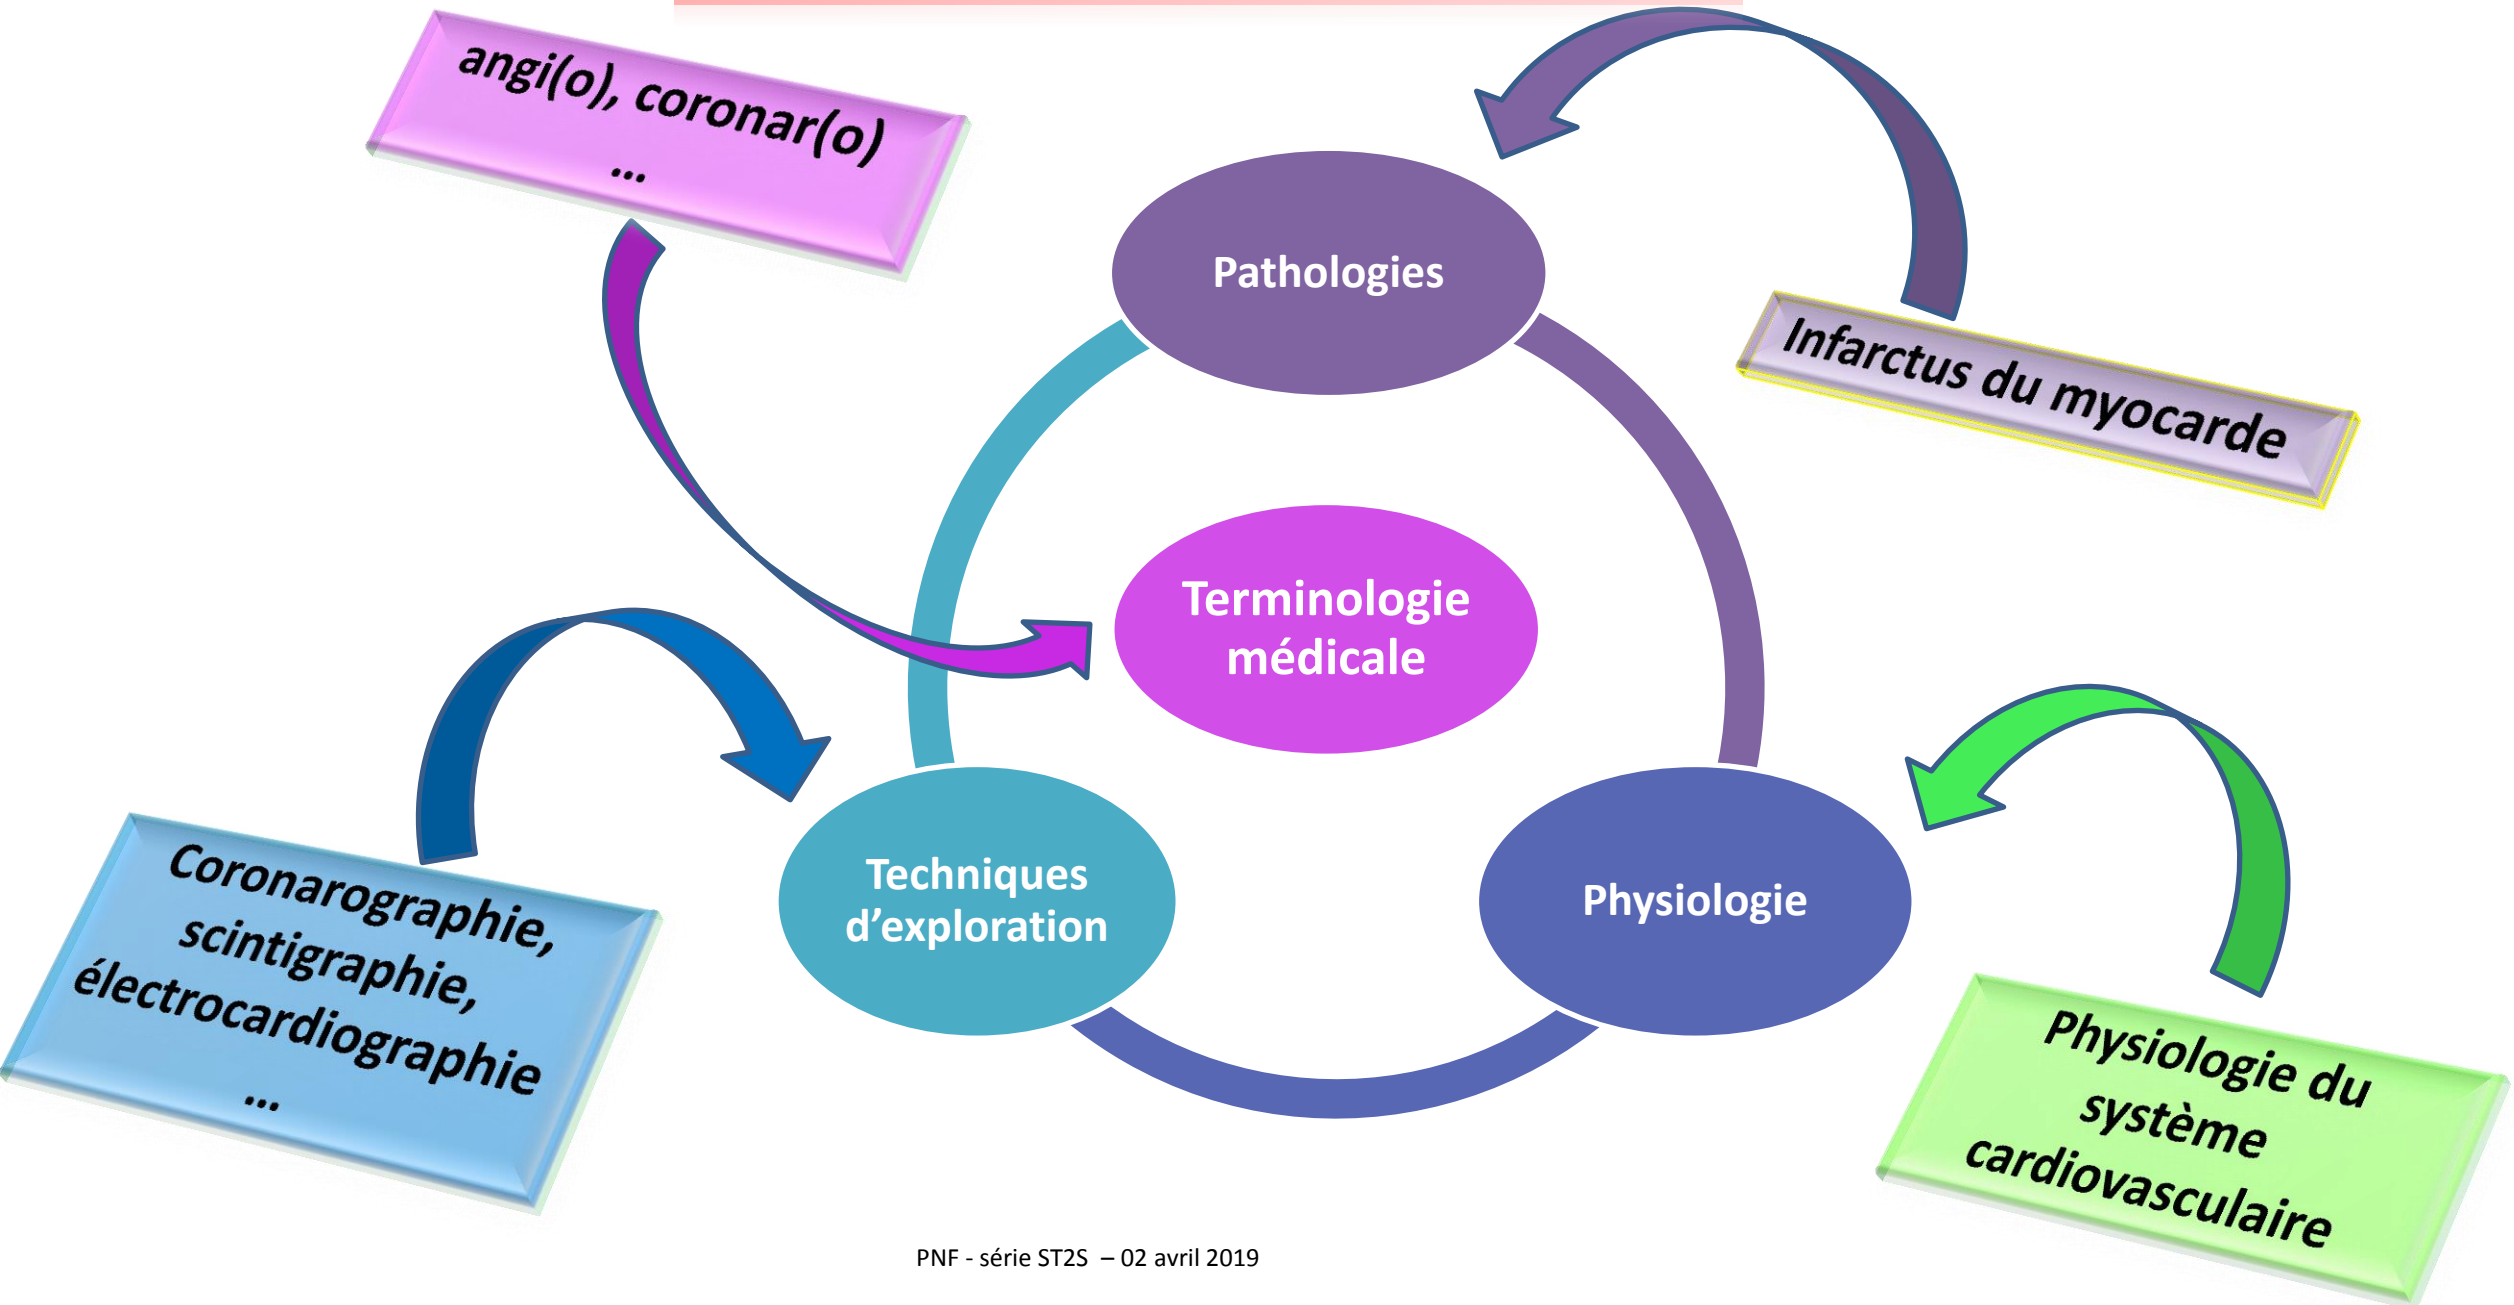 angi(o), coronar(o)
...
Pathologies
Infarctus du myocarde
Terminologie
médicale
Techniques
d’exploration
Physiologie
Coronarographie,
scintigraphie,
électrocardiographie
...
Physiologie du
système
cardiovasculaire
PNF - série ST2S – 02 avril 2019